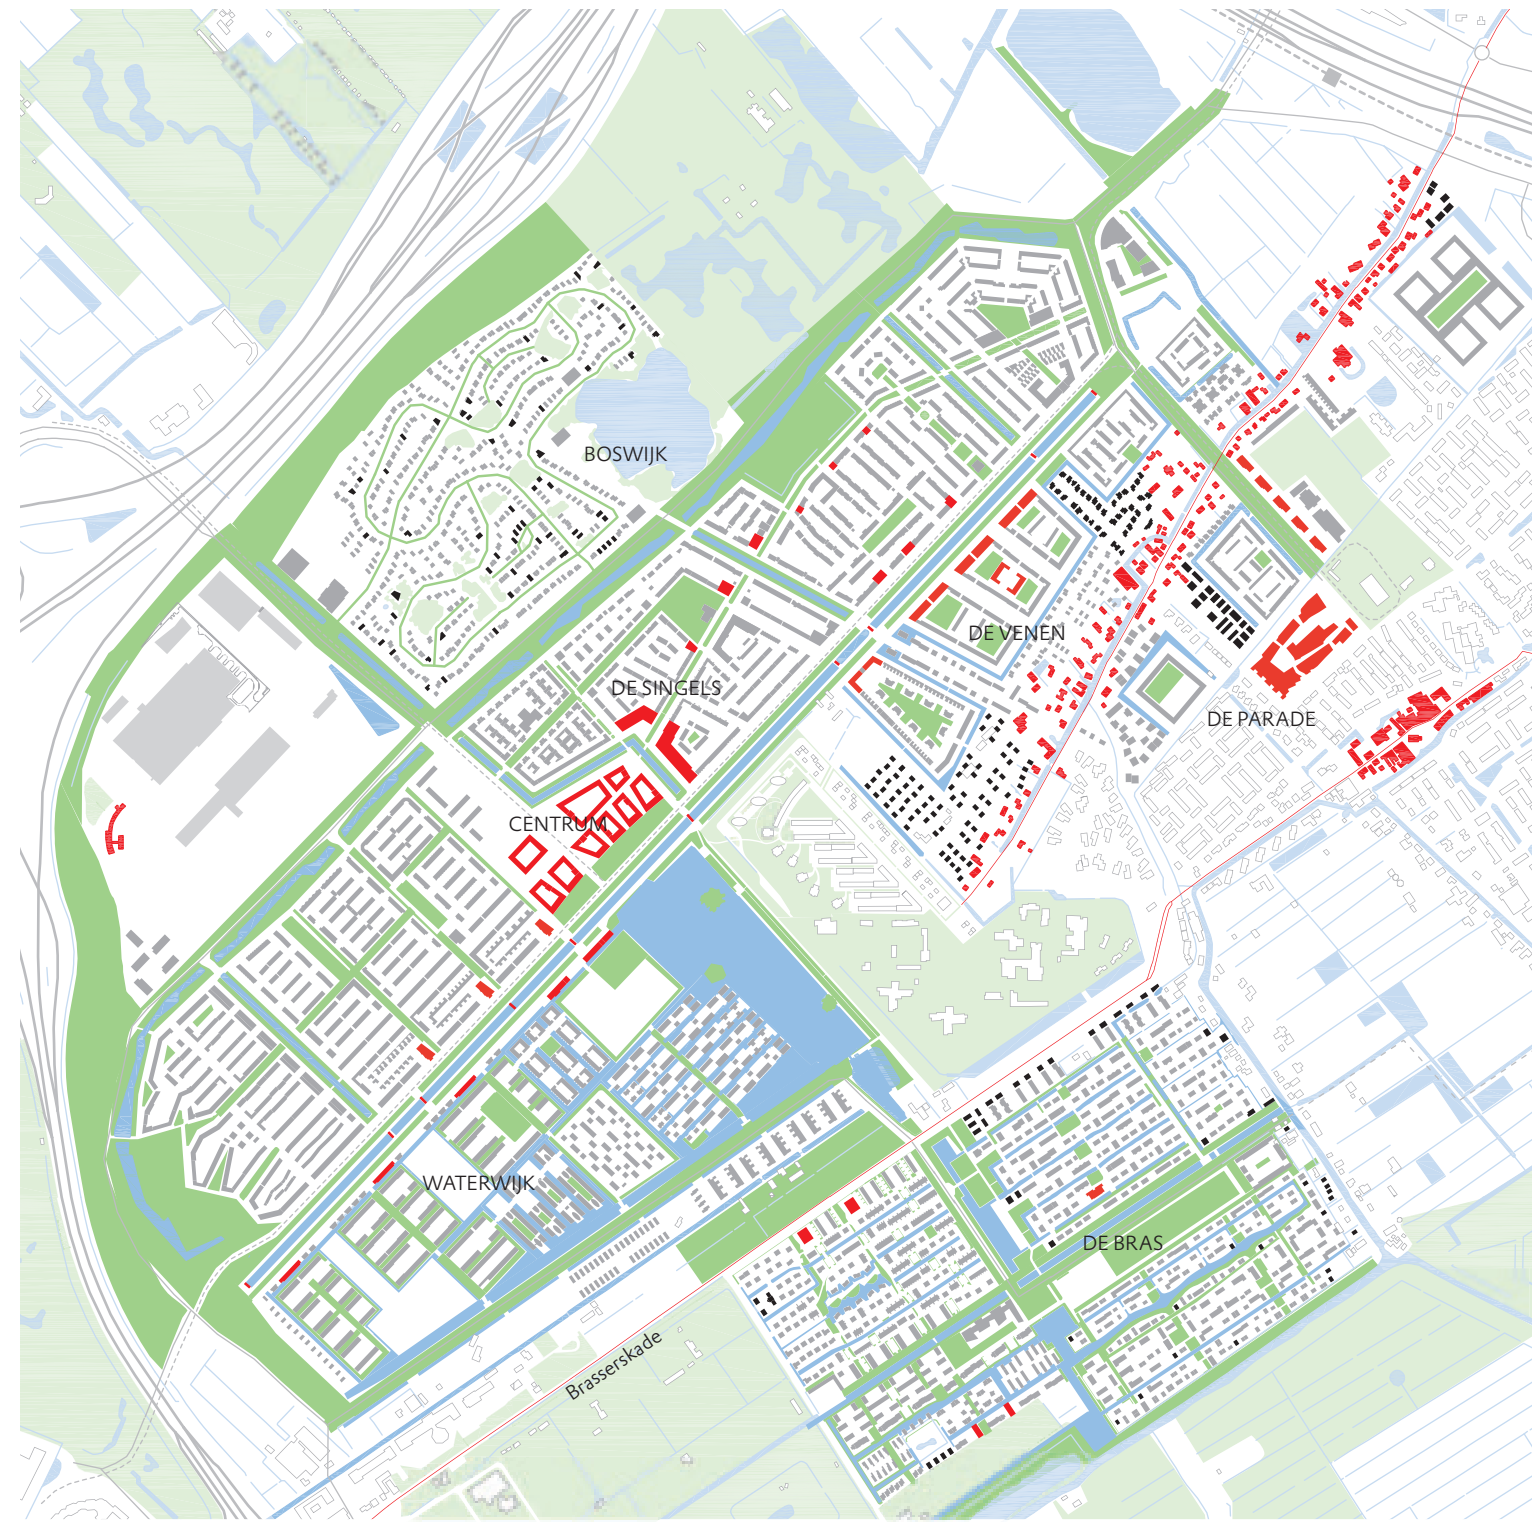 BOSWIJK
DE VENEN
DE SINGELS
DE PARADE
CENTRUM
WATERWIJK
DE BRAS
Brasserskade